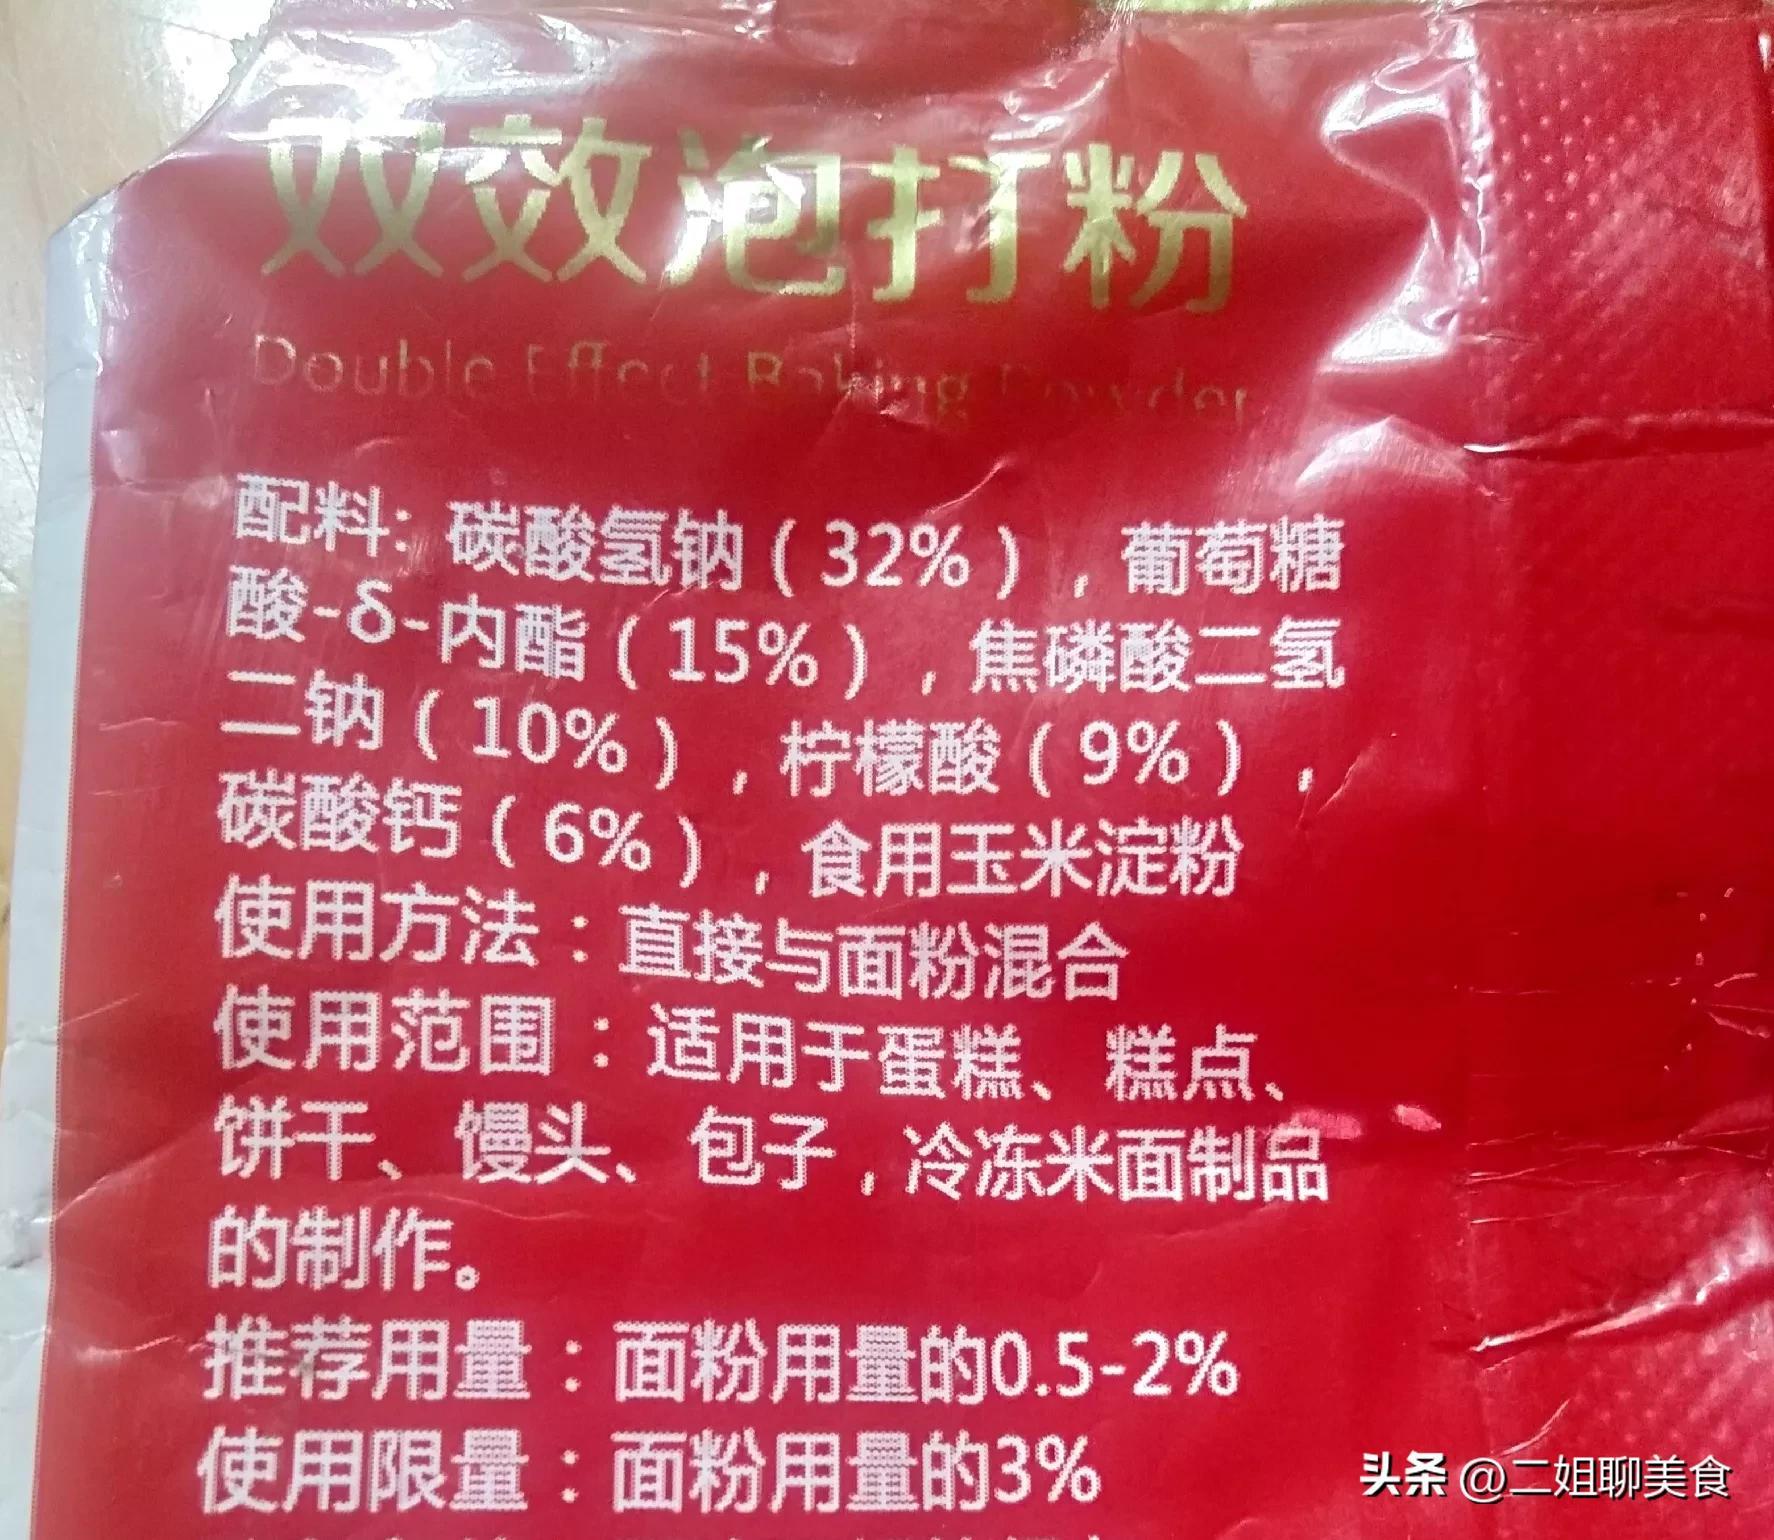 双效泡打粉
Double Effect Baking Powder
配料：碳酸氢钠（32%），葡萄糖
酸-δ-内酯（15%），焦磷酸二氢
二钠（10%），柠檬酸（9%），
碳酸钙（6%），食用玉米淀粉
使用方法：直接与面粉混合
使用范围：适用于蛋糕、糕点、
饼干、馒头、包子，冷冻米面制品
的制作。
推荐用量：面粉用量的0.5-2%
使用限量：面粉用量的3%
头条 @二姐聊美食